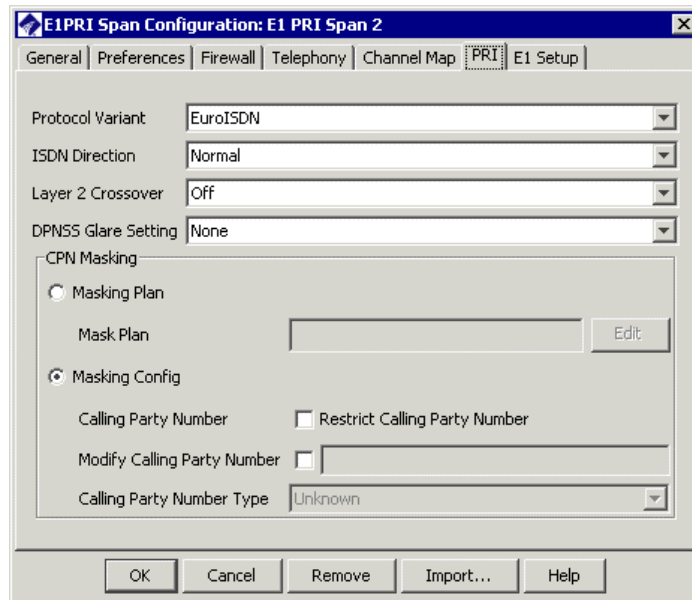 E1PRI Span Configuration: E1 PRI Span 2
General Preferences Firewall Telephony Channel Map PRI E1 Setup
Protocol Variant EuroISDN
ISDN Direction Normal
Layer 2 Crossover Off
DPNSS Glare Setting None
CPN Masking
Masking Plan
Mask Plan Edit
Masking Config
Calling Party Number Restrict Calling Party Number
Modify Calling Party Number
Calling Party Number Type Unknown
OK Cancel Remove Import... Help